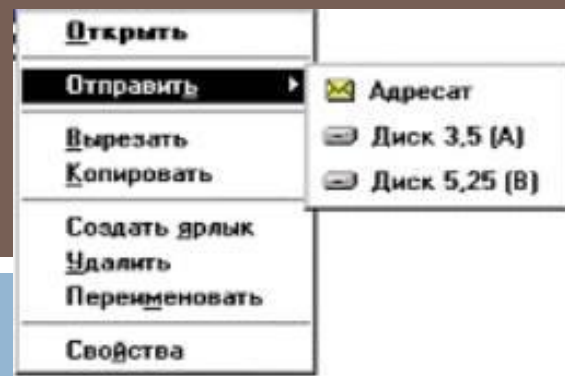 Открыть
Отправить
Адресат
Диск 3,5 (A)
Диск 5,25 (B)
Вырезать
Копировать
Создать ярлык
Удалить
Переименовать
Свойства